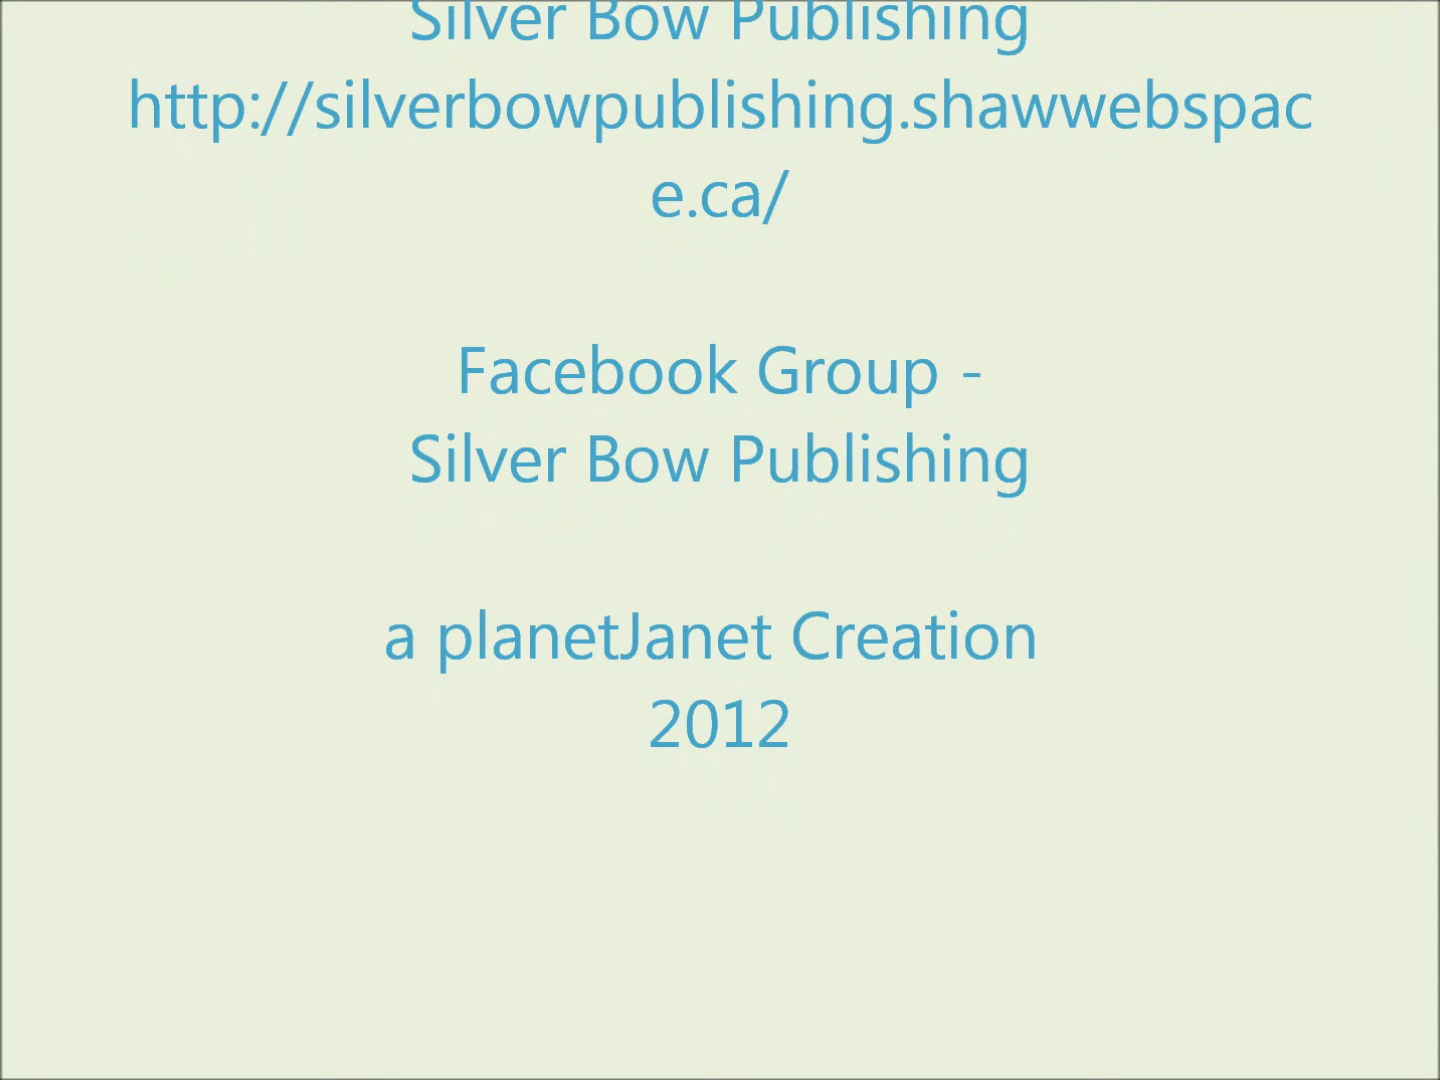 Silver Bow Publishing
http://silverbowpublishing.shawwebspac
e.ca/
Facebook Group -
Silver Bow Publishing
a planetJanet Creation
2012